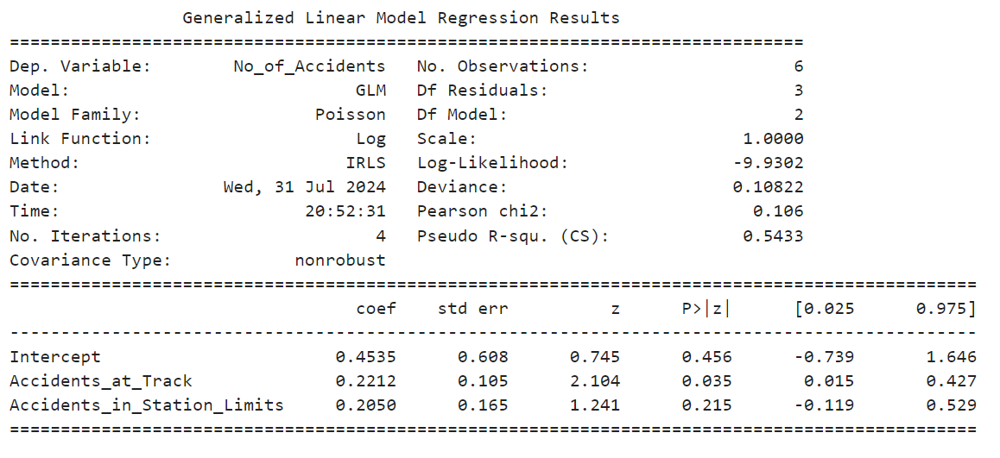 Generalized Linear Model Regression Results
==============================================================================
Dep. Variable: No_of_Accidents No. Observations: 6
Model: GLM Df Residuals: 3
Model Family: Poisson Df Model: 2
Link Function: Log Scale: 1.0000
Method: IRLS Log-Likelihood: -9.9302
Date: Wed, 31 Jul 2024 Deviance: 0.10822
Time: 20:52:31 Pearson chi2: 0.106
No. Iterations: 4 Pseudo R-squ. (CS): 0.5433
Covariance Type: nonrobust
===============================================================================================
coef std err z P>|z| [0.025 0.975]
-----------------------------------------------------------------------------------------------
Intercept 0.4535 0.608 0.745 0.456 -0.739 1.646
Accidents_at_Track 0.2212 0.105 2.104 0.035 0.015 0.427
Accidents_in_Station_Limits 0.2050 0.165 1.241 0.215 -0.119 0.529
===============================================================================================